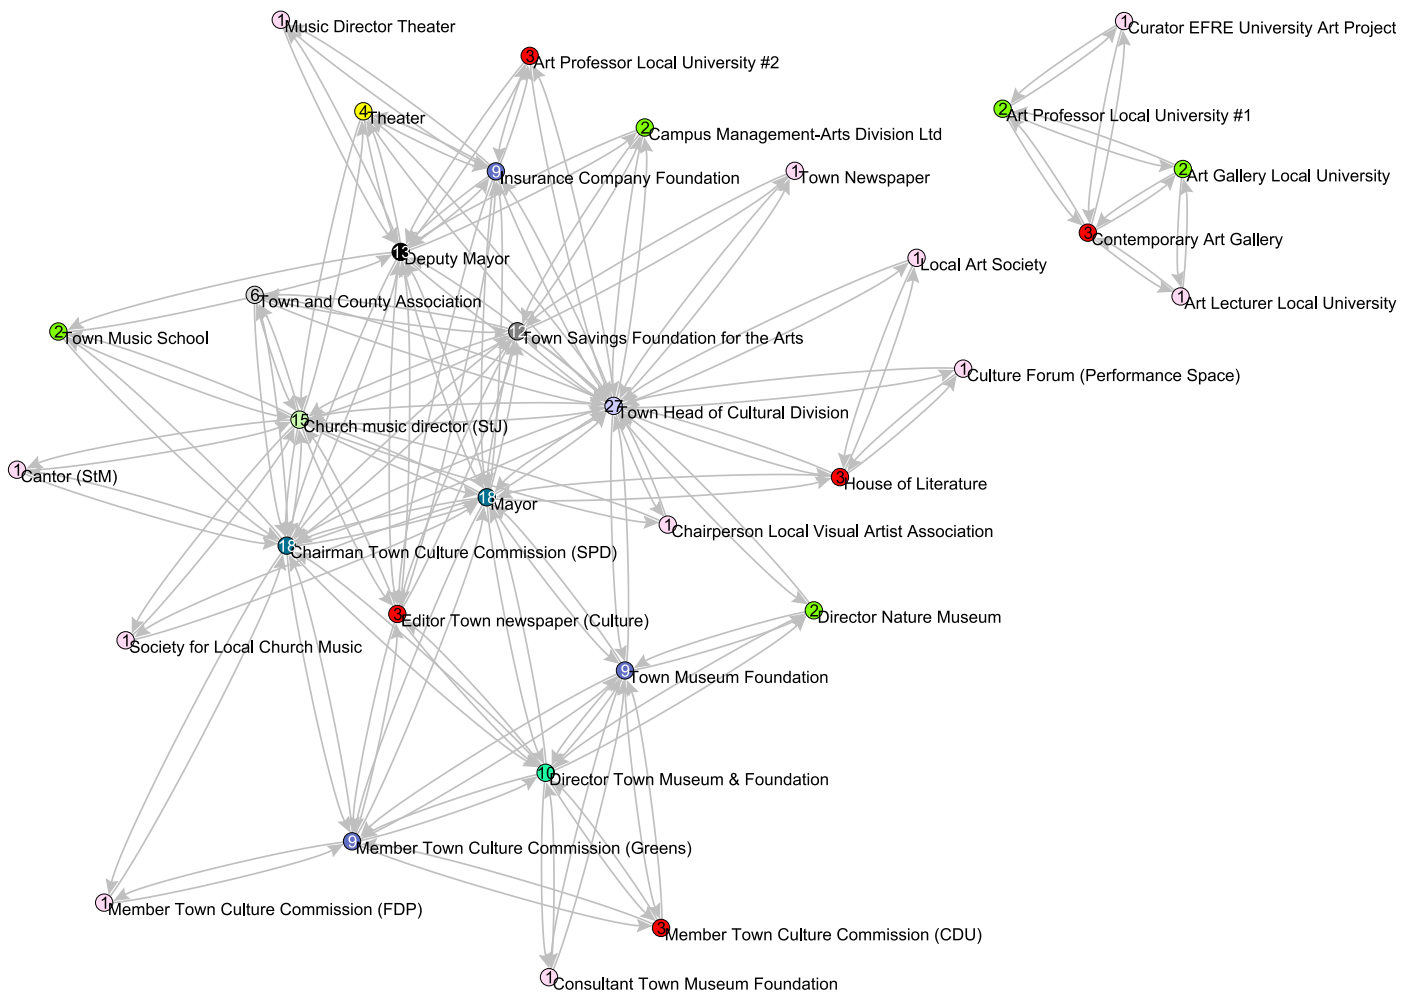 1 Music Director Theater
1 Curator EFRE University Art Project
3 Art Professor Local University #2
4 Theater
2 Art Professor Local University #1
2 Campus Management-Arts Division Ltd
9 Insurance Company Foundation
1 Town Newspaper
2 Art Gallery Local University
3 Contemporary Art Gallery
13 Deputy Mayor
1 Local Art Society
6 Town and County Association
1 Art Lecturer Local University
2 Town Music School
12 Town Savings Foundation for the Arts
1 Culture Forum (Performance Space)
27 Town Head of Cultural Division
15 Church music director (StJ)
1 Cantor (StM)
3 House of Literature
18 Mayor
1 Chairperson Local Visual Artist Association
18 Chairman Town Culture Commission (SPD)
3 Editor Town newspaper (Culture)
2 Director Nature Museum
1 Society for Local Church Music
9 Town Museum Foundation
10 Director Town Museum & Foundation
9 Member Town Culture Commission (Greens)
1 Member Town Culture Commission (FDP)
3 Member Town Culture Commission (CDU)
1 Consultant Town Museum Foundation